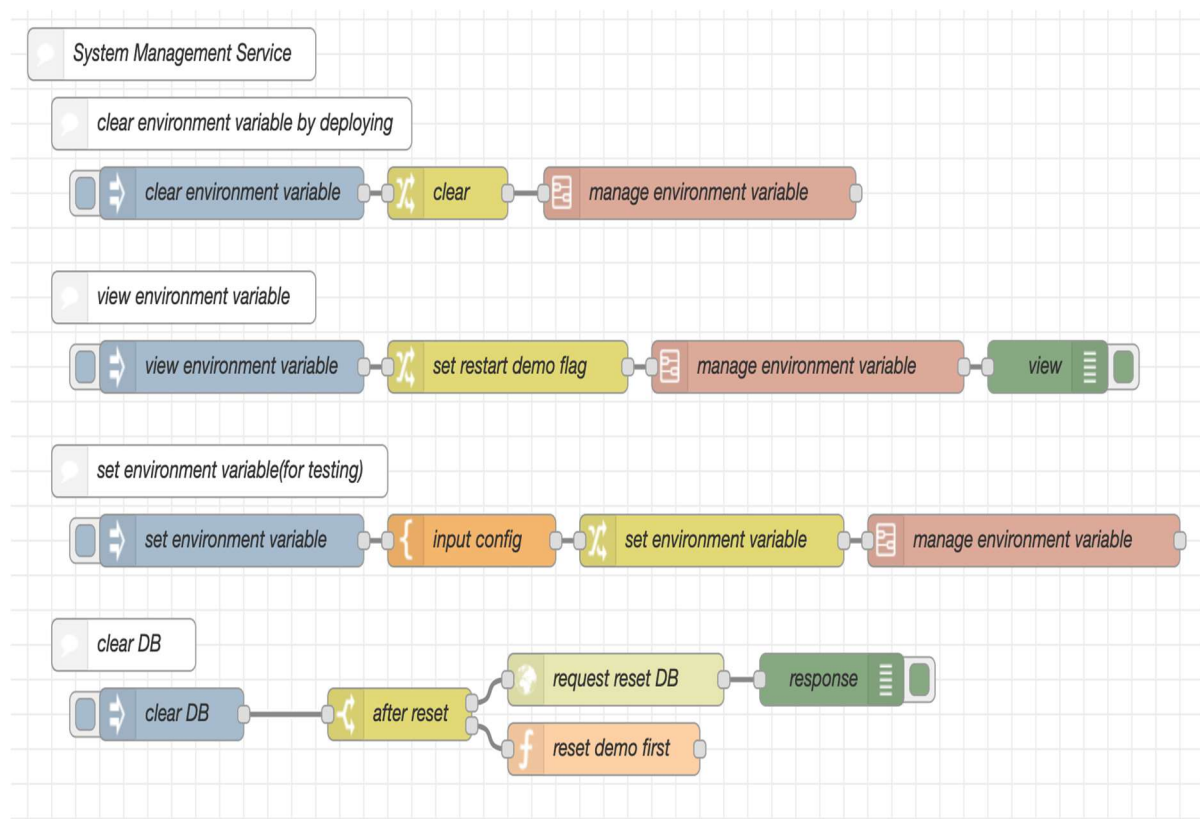 System Management Service
clear environment variable by deploying
clear environment variable
clear
manage environment variable
view environment variable
view environment variable
set restart demo flag
manage environment variable
view
set environment variable(for testing)
set environment variable
input config
set environment variable
manage environment variable
clear DB
request reset DB
response
clear DB
after reset
reset demo first